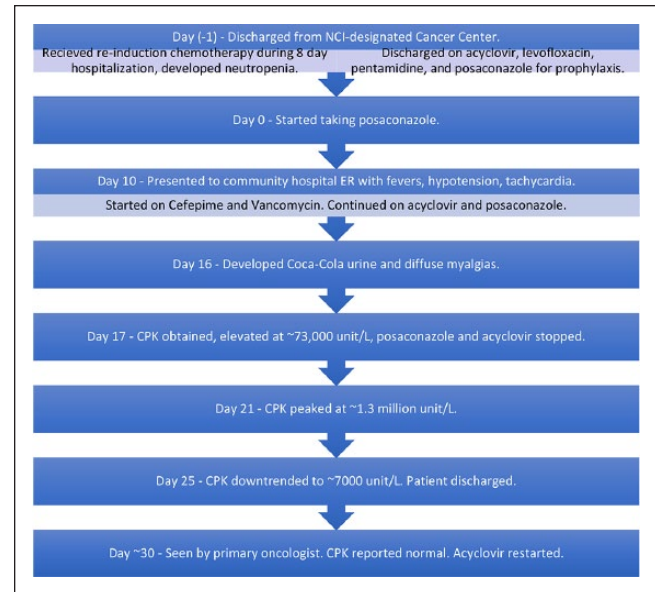 Day (-1) - Discharged from NCI-designated Cancer Center.
Recieved re-induction chemotherapy during 8 day
hospitalization, developed neutropenia.
Discharged on acyclovir, levofloxacin,
pentamidine, and posaconazole for prophylaxis.
Day 0 - Started taking posaconazole.
Day 10 - Presented to community hospital ER with fevers, hypotension, tachycardia.
Started on Cefepime and Vancomycin. Continued on acyclovir and posaconazole.
Day 16 - Developed Coca-Cola urine and diffuse myalgias.
Day 17 - CPK obtained, elevated at ~73,000 unit/L, posaconazole and acyclovir stopped.
Day 21 - CPK peaked at ~1.3 million unit/L.
Day 25 - CPK downtrended to ~7000 unit/L. Patient discharged.
Day ~30 - Seen by primary oncologist. CPK reported normal. Acyclovir restarted.